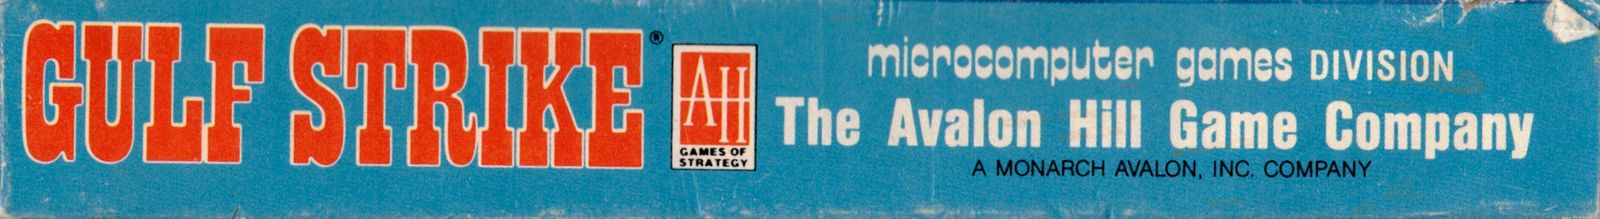 GULF STRIKE®
AH
GAMES OF
STRATEGY
microcomputer games DIVISION
The Avalon Hill Game Company
A MONARCH AVALON, INC. COMPANY